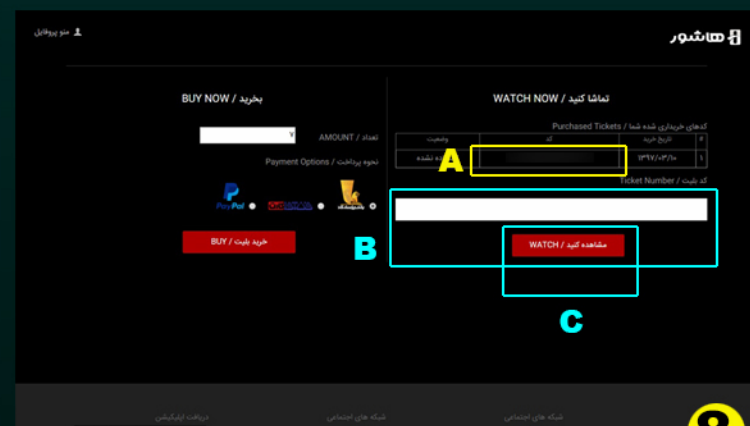 هاشور
منو پروفایل
تماشا کنید / WATCH NOW
کدهای خریداری شده شما / Purchased Tickets
# تاریخ خرید کد وضعیت
۱ ۱۳۹۷/۰۳/۱۰ نشده
A
کد بلیت / Ticket Number
B
مشاهده کنید / WATCH
C
بخرید / BUY NOW
تعداد / AMOUNT
۲
نحوه پرداخت / Payment Options
PayPal
خرید بلیت / BUY
شبکه های اجتماعی
شبکه های اجتماعی
دریافت اپلیکیشن